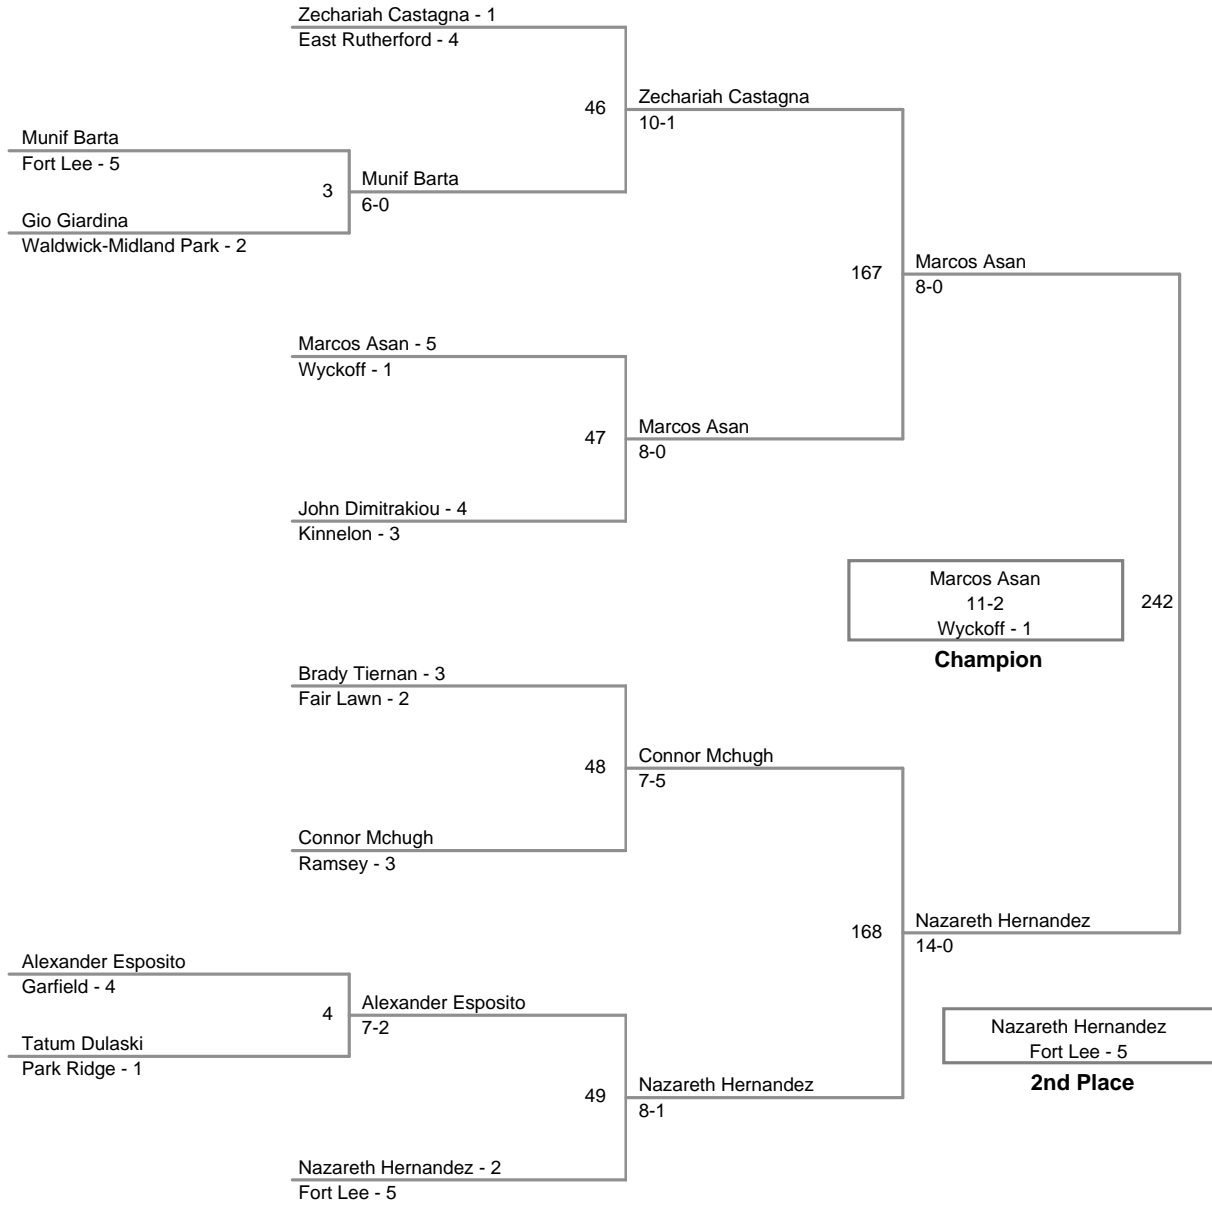 Zechariah Castagna - 1
East Rutherford - 4
46
Zechariah Castagna
10-1
Munif Barta
Fort Lee - 5
3
Munif Barta
6-0
Gio Giardina
Waldwick-Midland Park - 2
167
Marcos Asan
8-0
Marcos Asan - 5
Wyckoff - 1
47
Marcos Asan
8-0
John Dimitrakiou - 4
Kinnelon - 3
Marcos Asan
11-2
Wyckoff - 1
Champion
242
Brady Tiernan - 3
Fair Lawn - 2
48
Connor Mchugh
7-5
Connor Mchugh
Ramsey - 3
168
Nazareth Hernandez
14-0
Alexander Esposito
Garfield - 4
4
Alexander Esposito
7-2
Tatum Dulaski
Park Ridge - 1
Nazareth Hernandez
Fort Lee - 5
2nd Place
49
Nazareth Hernandez
8-1
Nazareth Hernandez - 2
Fort Lee - 5